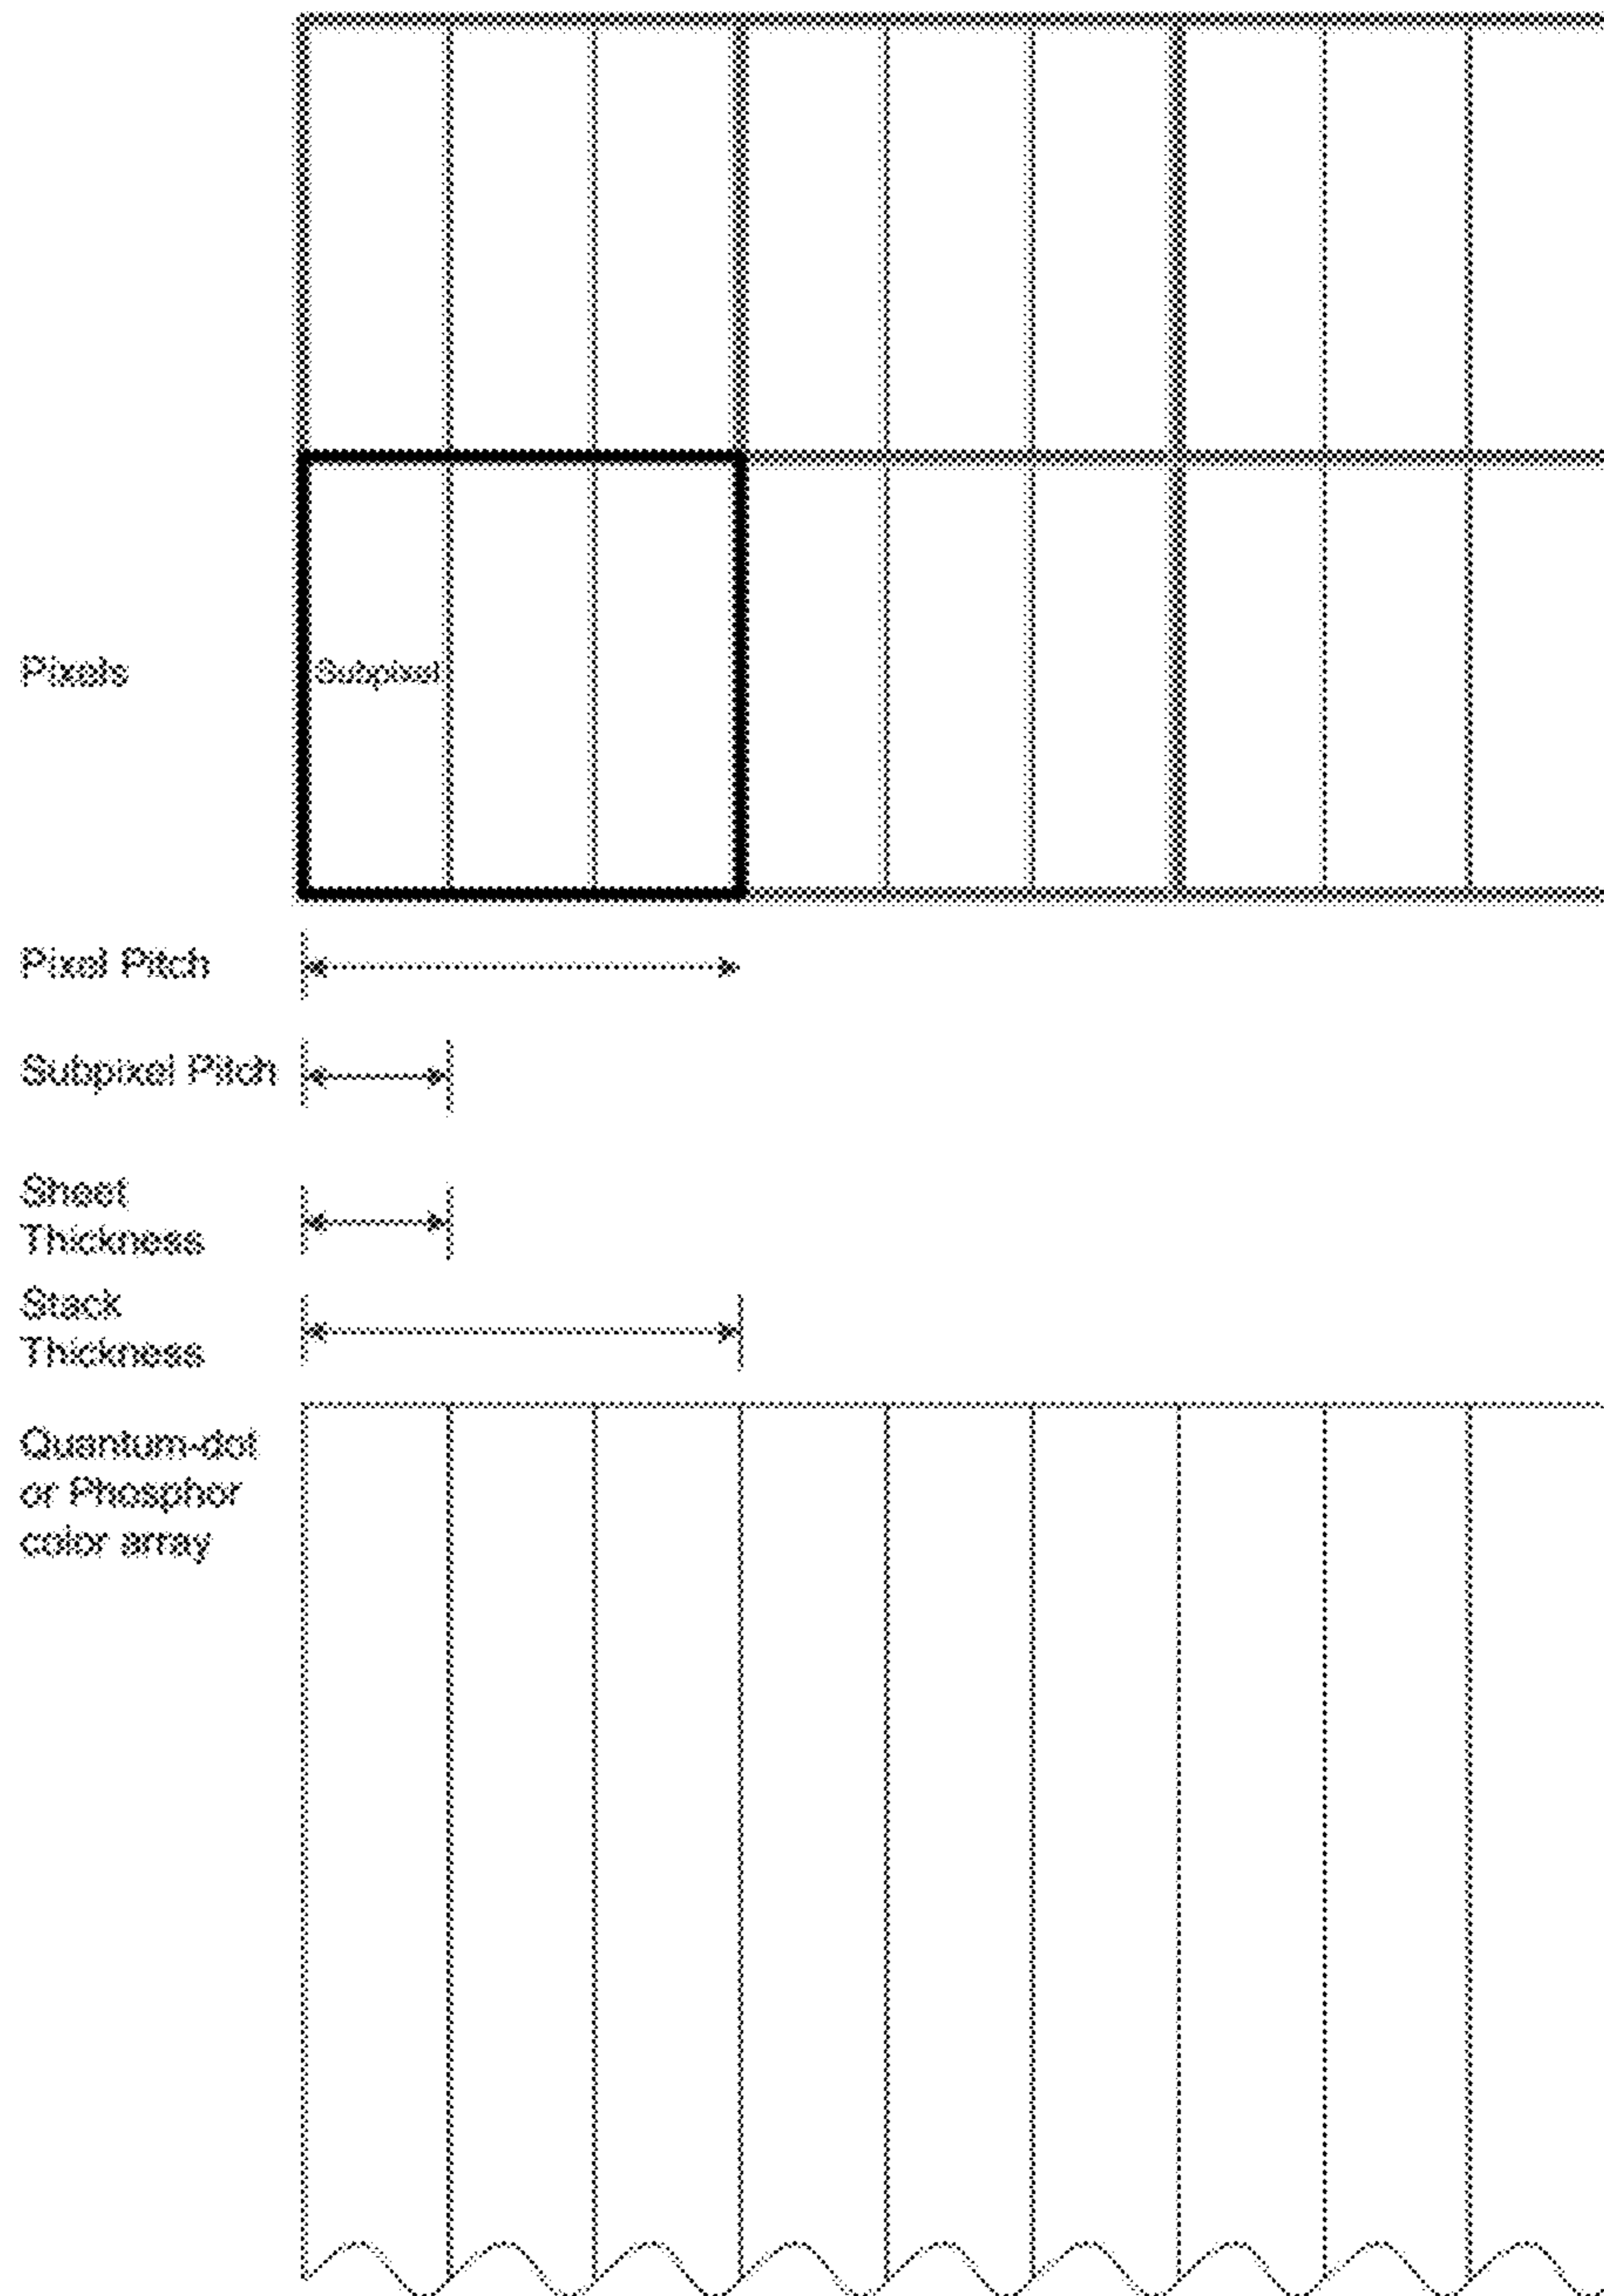 Pixels
Subpixel
Pixel Pitch
Subpixel Pitch
Sheet
Thickness
Stack
Thickness
Quantum-dot
or Phosphor
color array